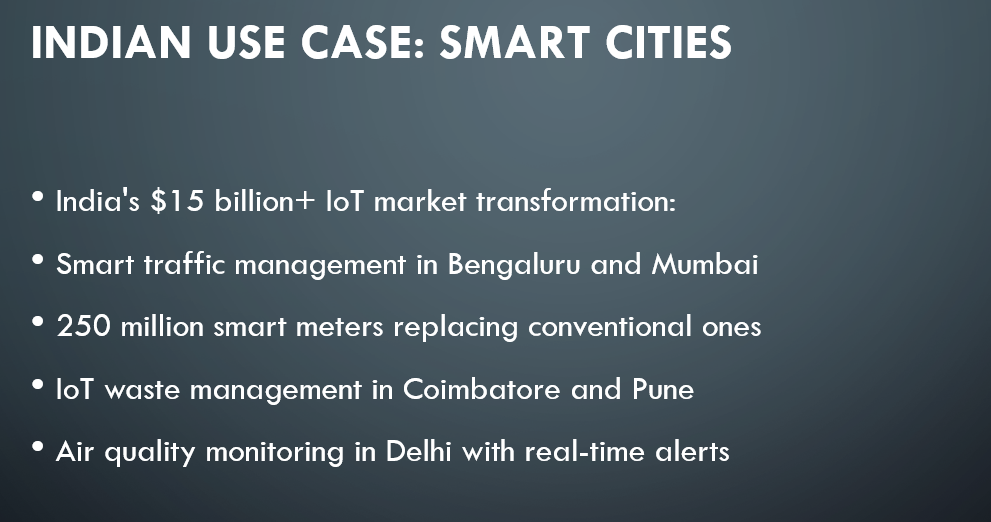 INDIAN USE CASE: SMART CITIES
• India's $15 billion+ IoT market transformation:
• Smart traffic management in Bengaluru and Mumbai
• 250 million smart meters replacing conventional ones
• IoT waste management in Coimbatore and Pune
• Air quality monitoring in Delhi with real-time alerts